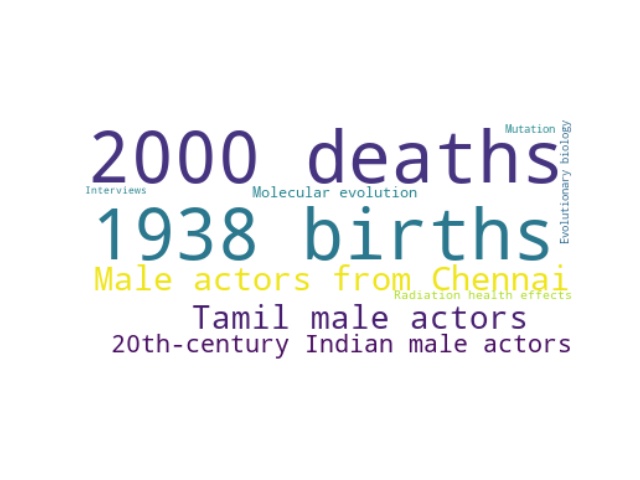 Mutation
2000 deaths
Evolutionary biology
Interviews
Molecular evolution
1938 births
Male actors from Chennai
Radiation health effects
Tamil male actors
20th-century Indian male actors